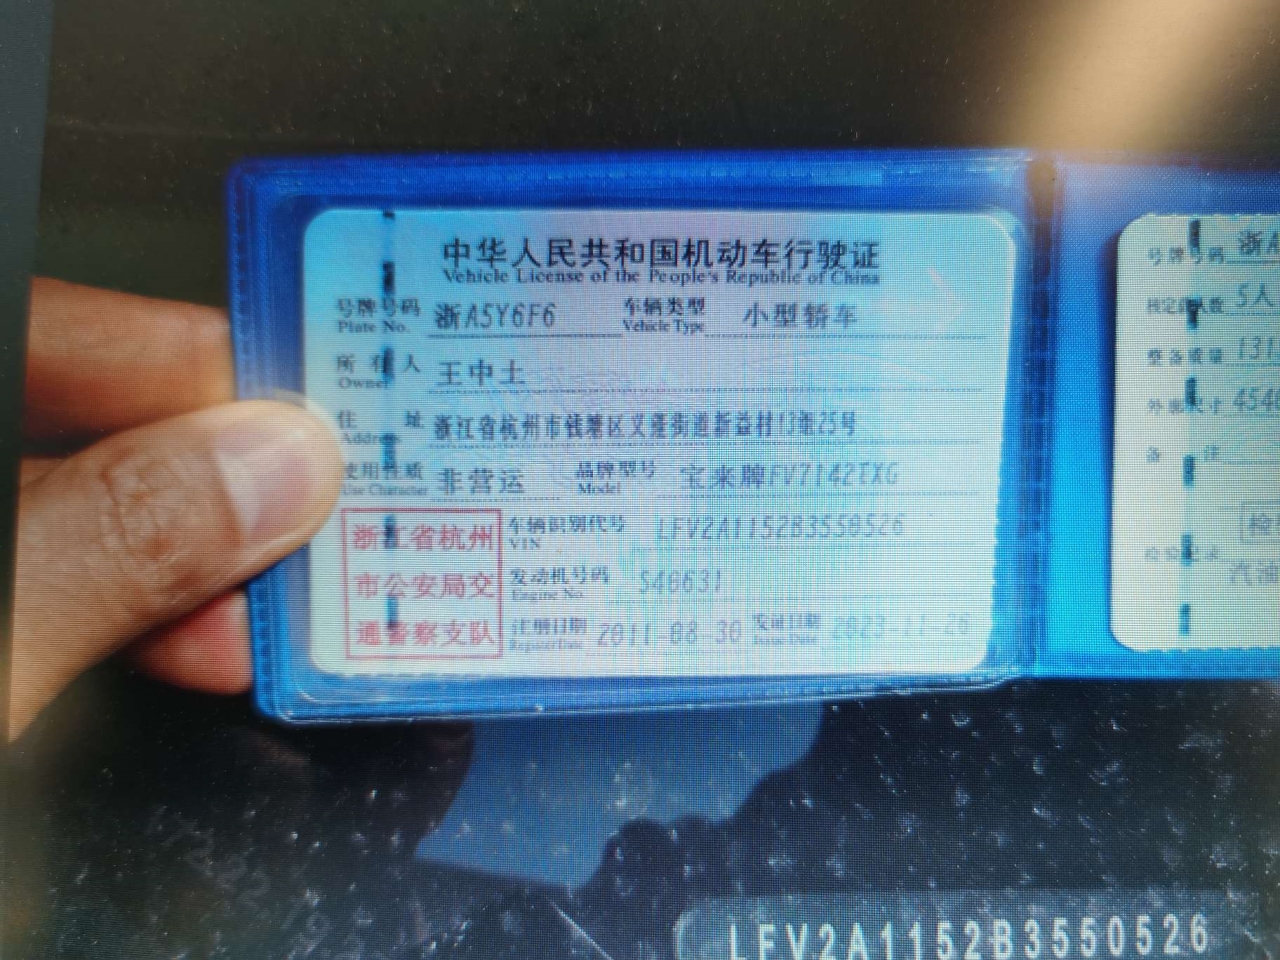 中华人民共和国机动车行驶证
Vehicle License of the People's Republic of China
号牌号码 浙A5Y6F6 车辆类型 小型轿车
Plate No. Vehicle Type
所有人 王中土
Owner
住址 浙江省杭州市钱塘区义蓬街道新益村13组25号
Address
使用性质 非营运 品牌型号 宝来牌FV7142TXG
Use Character Model
浙江省杭州
市公安局交
通警察支队
车辆识别代号 LFV2A1152B3550526
VIN
发动机号码 548631
Engine No.
注册日期 2011-08-30 发证日期 2023-11-26
Register Date Issue Date
号牌号码 浙A
核定载人数 5人
整备质量 131
外廓尺寸 454
备注
检
检验记录
汽油
LFV2A1152B3550526